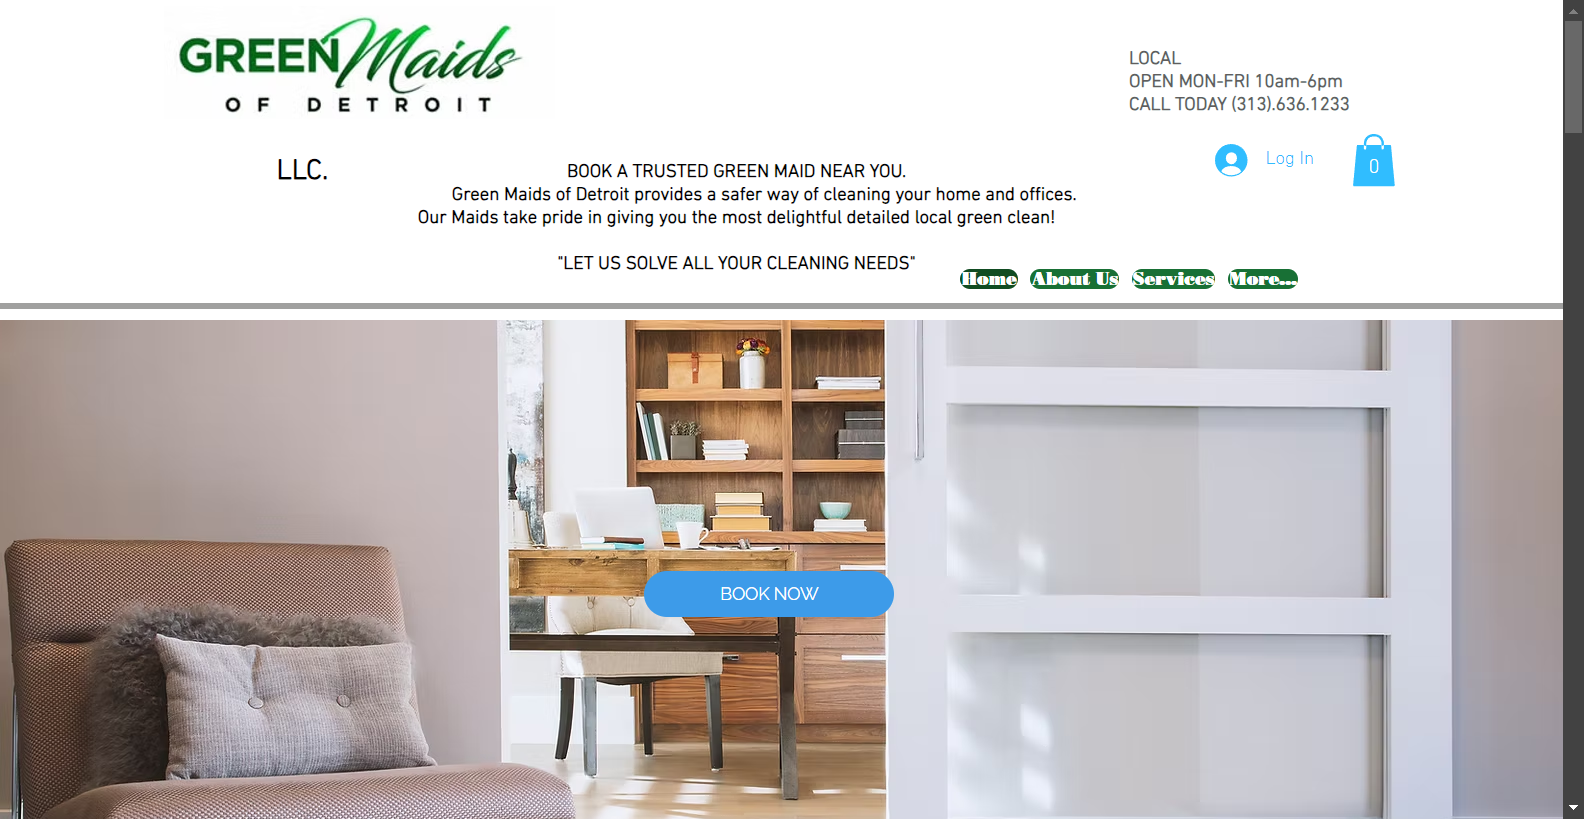 GREEN Maids
OF DETROIT
LOCAL
OPEN MON-FRI 10am-6pm
CALL TODAY (313).636.1233
LLC.
BOOK A TRUSTED GREEN MAID NEAR YOU.
Green Maids of Detroit provides a safer way of cleaning your home and offices.
Our Maids take pride in giving you the most delightful detailed local green clean!
Log In
0
"LET US SOLVE ALL YOUR CLEANING NEEDS"
Home About Us Services More...
BOOK NOW